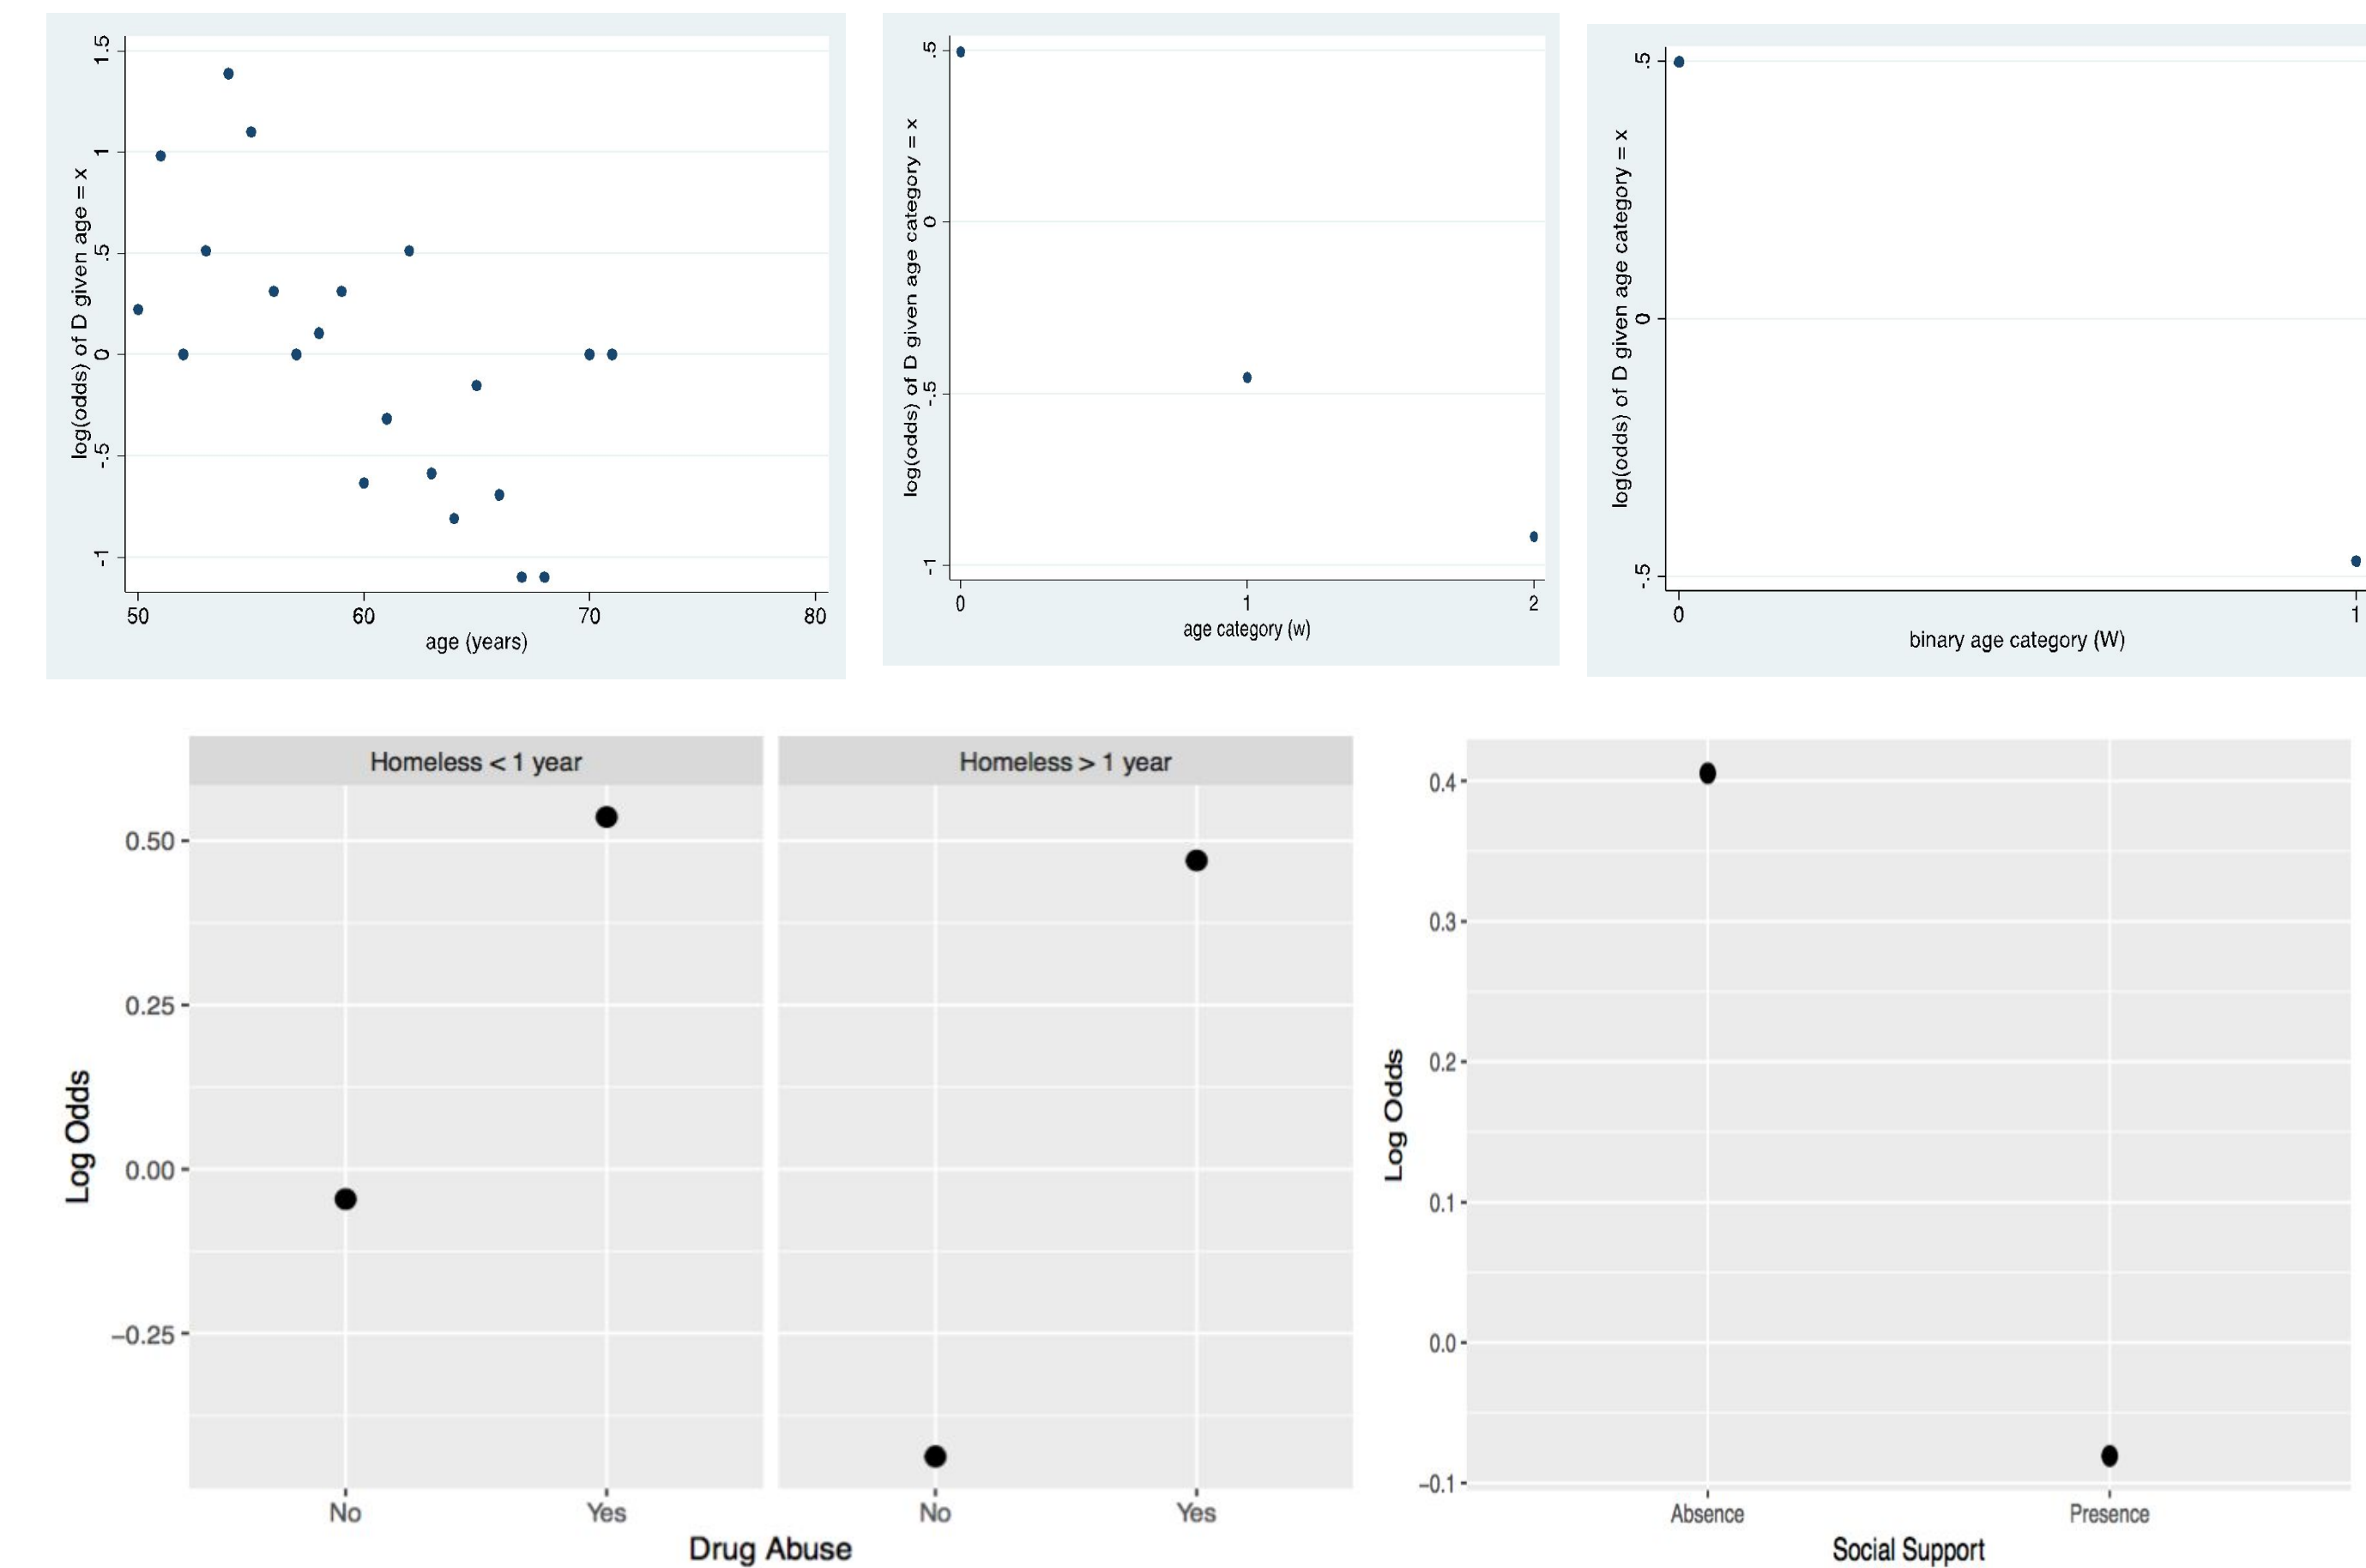 log(odds) of D given age = x
1.5
1
.5
0
-.5
-1
50 60 70 80
age (years)
log(odds) of D given age category = x
.5
0
-.5
-1
0 1 2
age category (w)
log(odds) of D given age category = x
.5
0
-.5
0 1
binary age category (W)
Homeless < 1 year Homeless > 1 year
Log Odds
0.50
0.25
0.00
−0.25
No Yes No Yes
Drug Abuse
Log Odds
0.4
0.3
0.2
0.1
0.0
−0.1
Absence Presence
Social Support